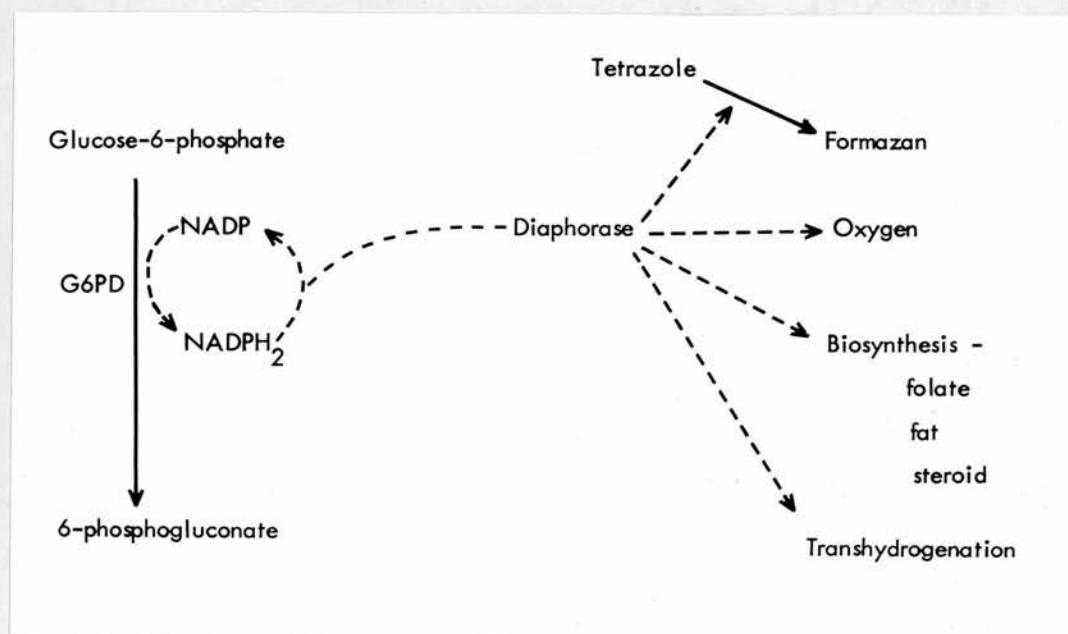 Tetrazole
Glucose-6-phosphate
Formazan
NADP
Diaphorase
Oxygen
G6PD
NADPH2
Biosynthesis -
folate
fat
steroid
6-phosphogluconate
Transhydrogenation